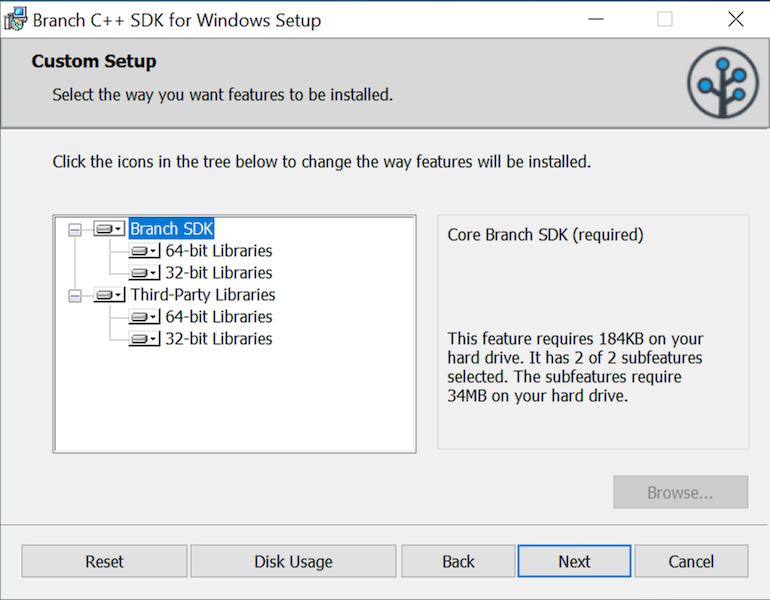 Branch C++ SDK for Windows Setup
Custom Setup
Select the way you want features to be installed.
Click the icons in the tree below to change the way features will be installed.
Branch SDK
64-bit Libraries
32-bit Libraries
Third-Party Libraries
64-bit Libraries
32-bit Libraries
Core Branch SDK (required)
This feature requires 184KB on your
hard drive. It has 2 of 2 subfeatures
selected. The subfeatures require
34MB on your hard drive.
Browse...
Reset
Disk Usage
Back
Next
Cancel